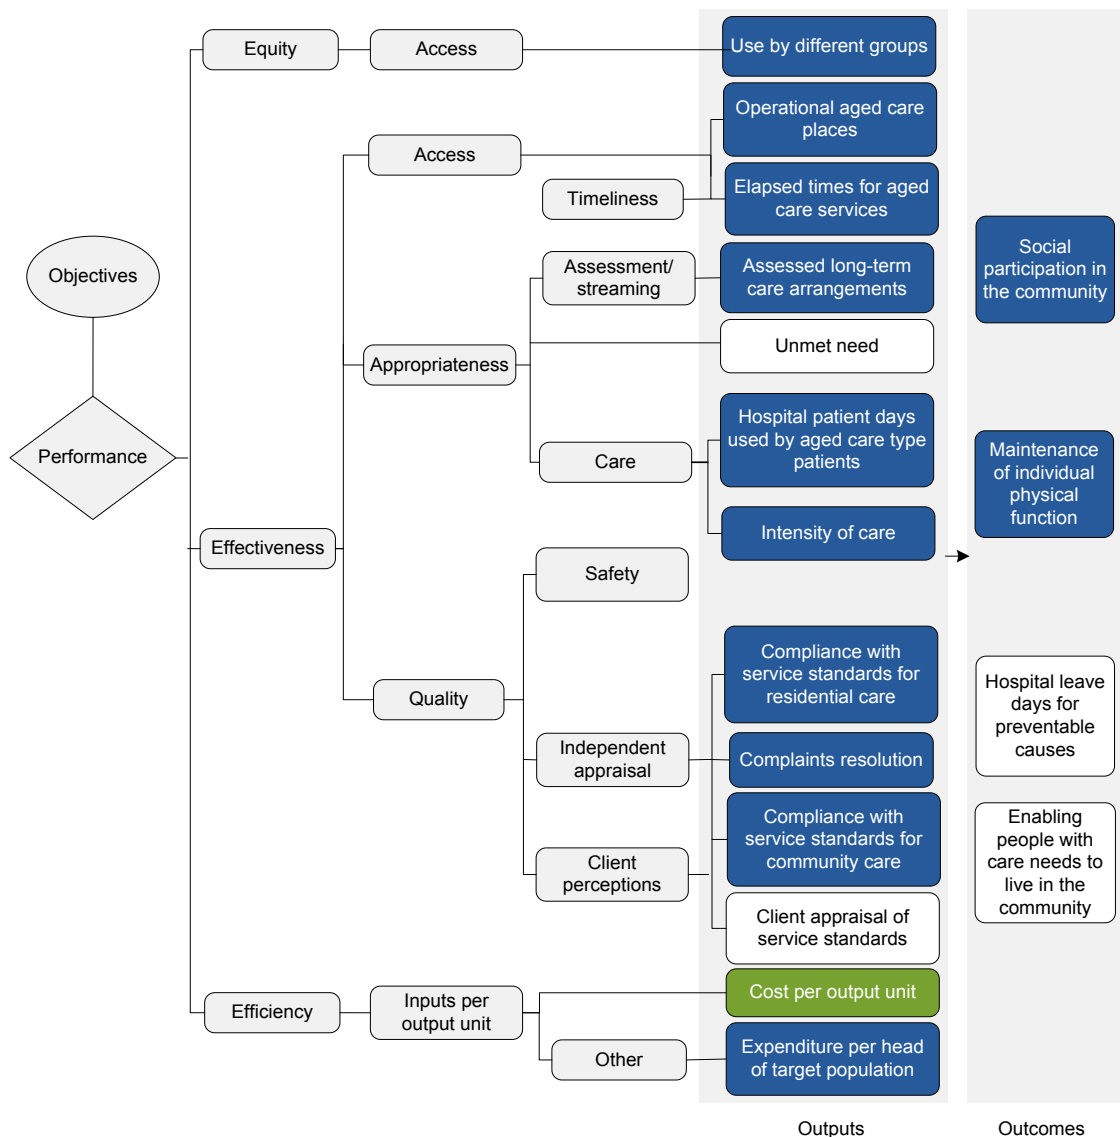 Equity
Access
Use by different groups
Operational aged care
places
Access
Timeliness
Elapsed times for aged
care services
Objectives
Assessment/
streaming
Assessed long-term
care arrangements
Social
participation in
the community
Unmet need
Appropriateness
Performance
Care
Hospital patient days
used by aged care type
patients
Maintenance
of individual
physical
function
Intensity of care
Effectiveness
Safety
Quality
Compliance with
service standards for
residential care
Hospital leave
days for
preventable
causes
Independent
appraisal
Complaints resolution
Client
perceptions
Compliance with
service standards for
community care
Enabling
people with
care needs to
live in the
community
Client appraisal of
service standards
Efficiency
Inputs per
output unit
Cost per output unit
Other
Expenditure per head
of target population
Outputs
Outcomes